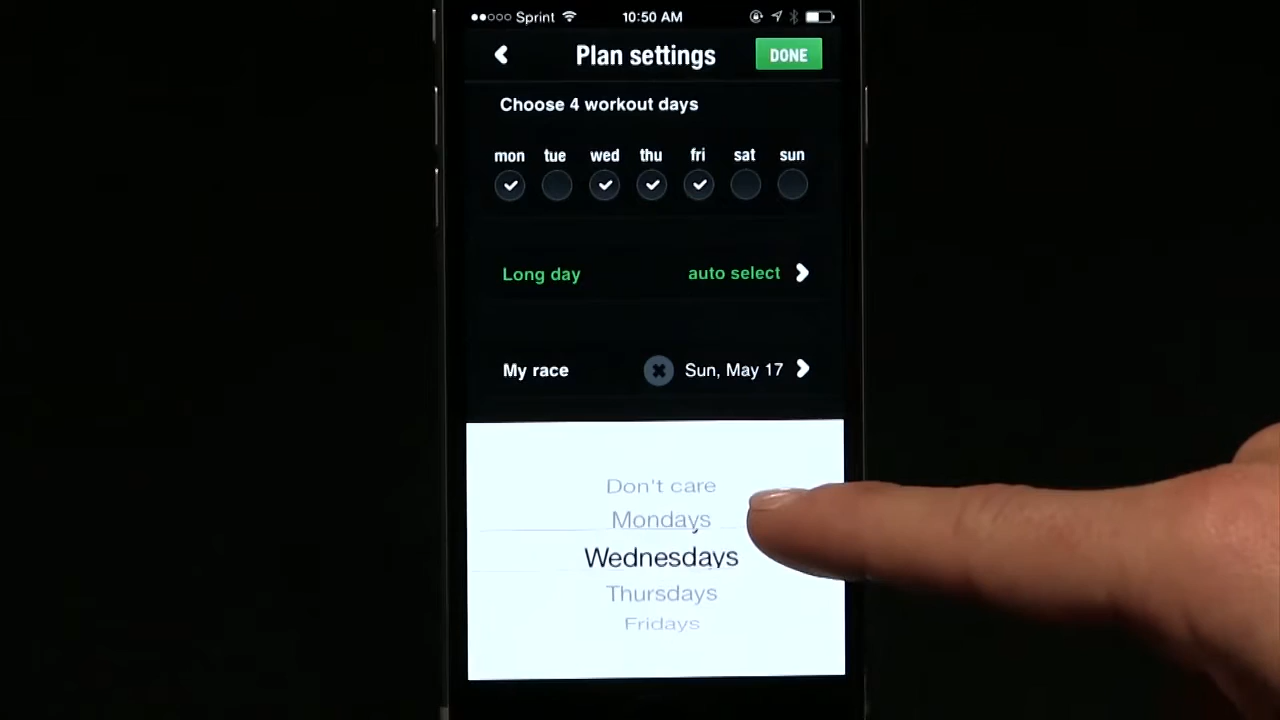 Sprint 10:50 AM
Plan settings DONE
Choose 4 workout days
mon tue wed thu fri sat sun
Long day auto select
My race Sun, May 17
Don't care
Mondays
Wednesdays
Thursdays
Fridays